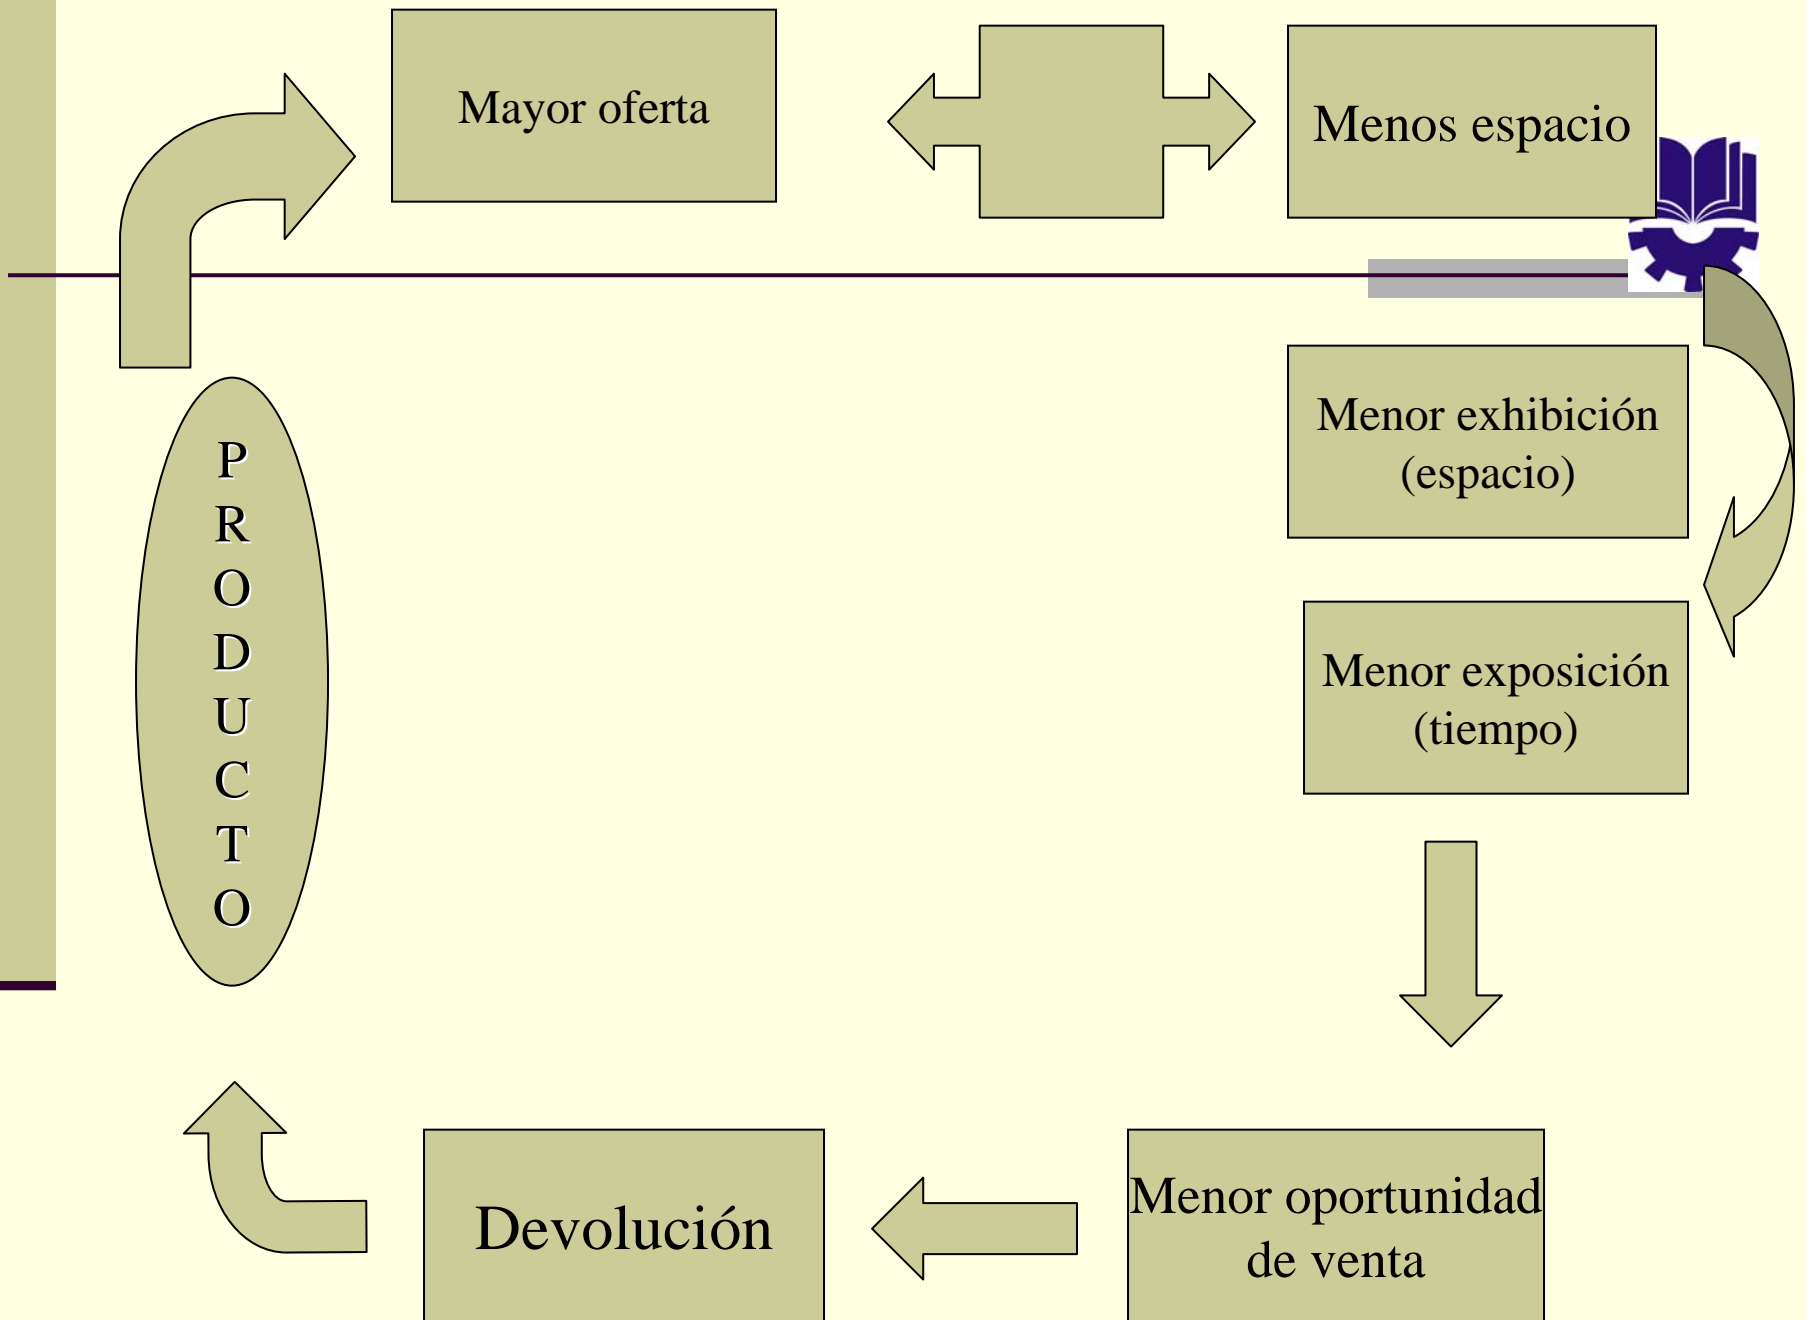 Mayor oferta
Menos espacio
Menor exhibición
(espacio)
Menor exposición
(tiempo)
Menor oportunidad
de venta
Devolución
P
R
O
D
U
C
T
O